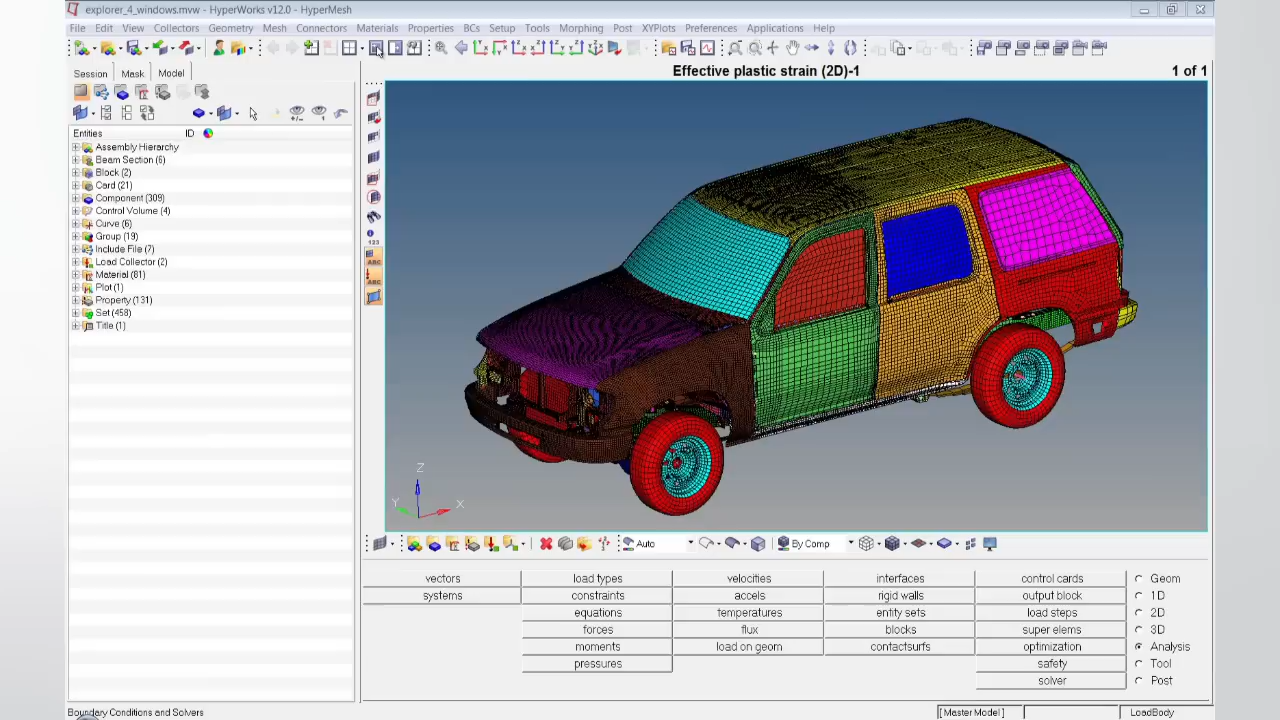 explorer_4_windows.mvw - HyperWorks v12.0 - HyperMesh
File Edit View Collectors Geometry Mesh Connectors Materials Properties BCs Setup Tools Morphing Post XYPlots Preferences Applications Help
Session Mask Model
Effective plastic strain (2D)-1
1 of 1
Entities ID
Assembly Hierarchy
Beam Section (6)
Block (2)
Card (21)
Component (309)
Control Volume (4)
Curve (6)
Group (19)
Include File (7)
Load Collector (2)
Material (81)
Plot (1)
Property (131)
Set (458)
Title (1)
123
ABC
ABC
Z
Y X
Auto By Comp
vectors load types velocities interfaces control cards Geom
systems constraints accels rigid walls output block 1D
equations temperatures entity sets load steps 2D
forces flux blocks super elems 3D
moments load on geom contactsurfs optimization Analysis
pressures safety Tool
solver Post
Boundary Conditions and Solvers
[Master Model] LoadBody